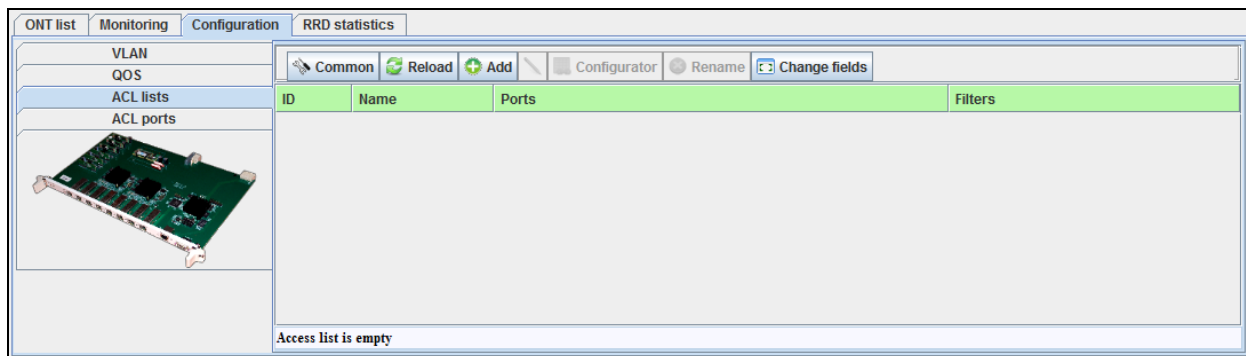 ONT list Monitoring Configuration RRD statistics
VLAN
QOS
ACL lists
ACL ports
Common Reload Add Configurator Rename Change fields
ID Name Ports Filters
Access list is empty